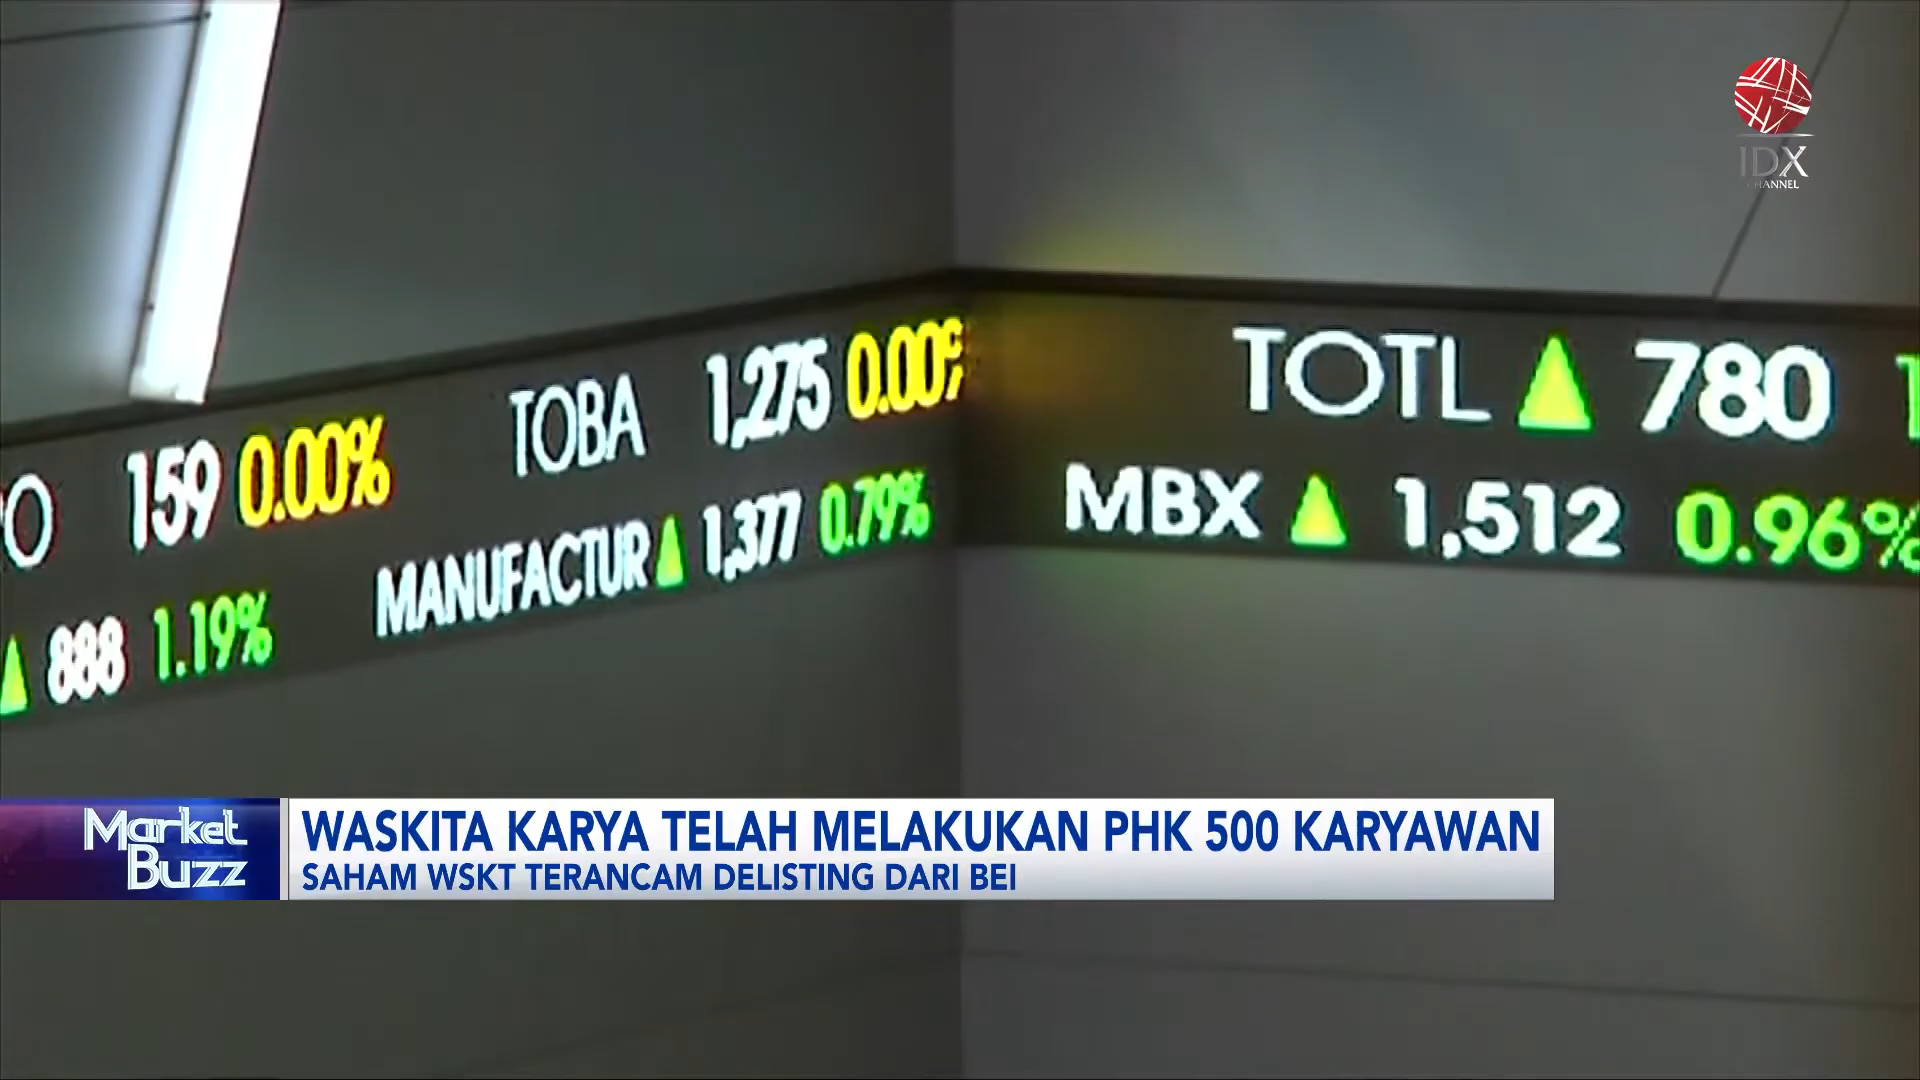 IDX
CHANNEL
159 0.00%
TOBA 1,275 0.00%
TOTL ▲ 780
▲ 888 1.19%
MANUFACTUR ▲ 1,377 0.79%
MBX ▲ 1,512 0.96%
Market
Buzz
WASKITA KARYA TELAH MELAKUKAN PHK 500 KARYAWAN
SAHAM WSKT TERANCAM DELISTING DARI BEI